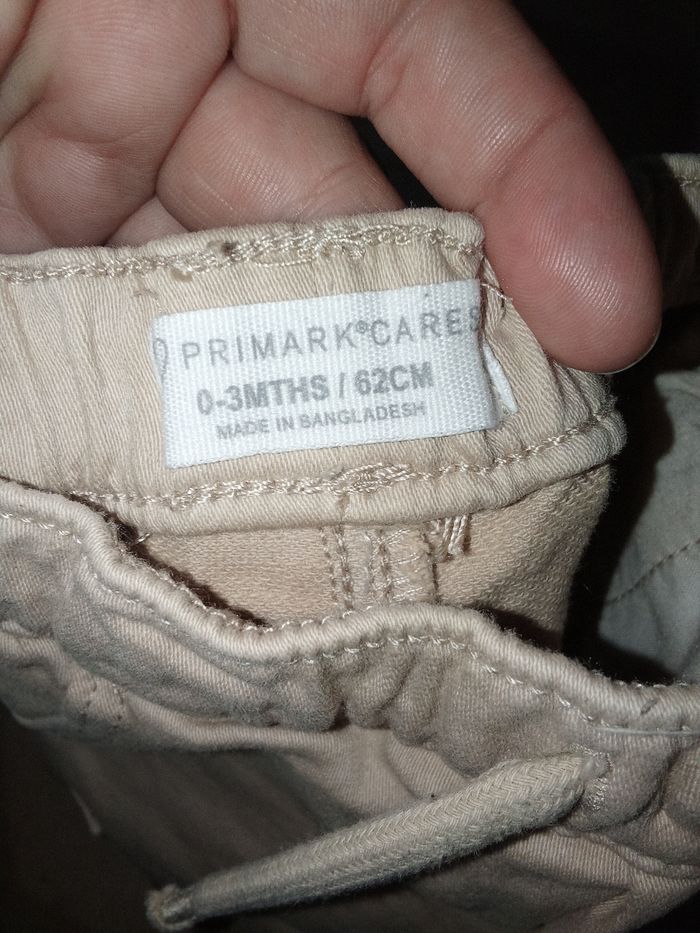 PRIMARK®CARES
0-3MTHS / 62CM
MADE IN BANGLADESH